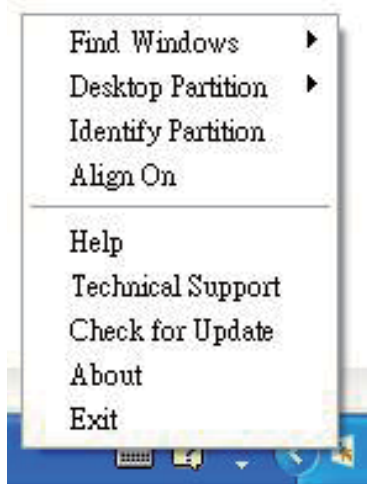 Find Windows
Desktop Partition
Identify Partition
Align On
Help
Technical Support
Check for Update
About
Exit